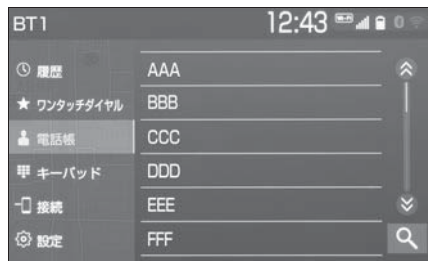 BT1 12:43
履歴 AAA
ワンタッチダイヤル BBB
電話帳 CCC
キーパッド DDD
接続 EEE
設定 FFF